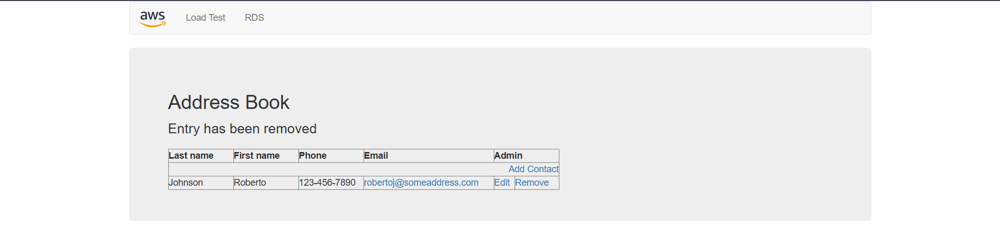 aws Load Test RDS
Address Book
Entry has been removed
Last name First name Phone Email Admin
Add Contact
Johnson Roberto 123-456-7890 robertoj@someaddress.com Edit Remove